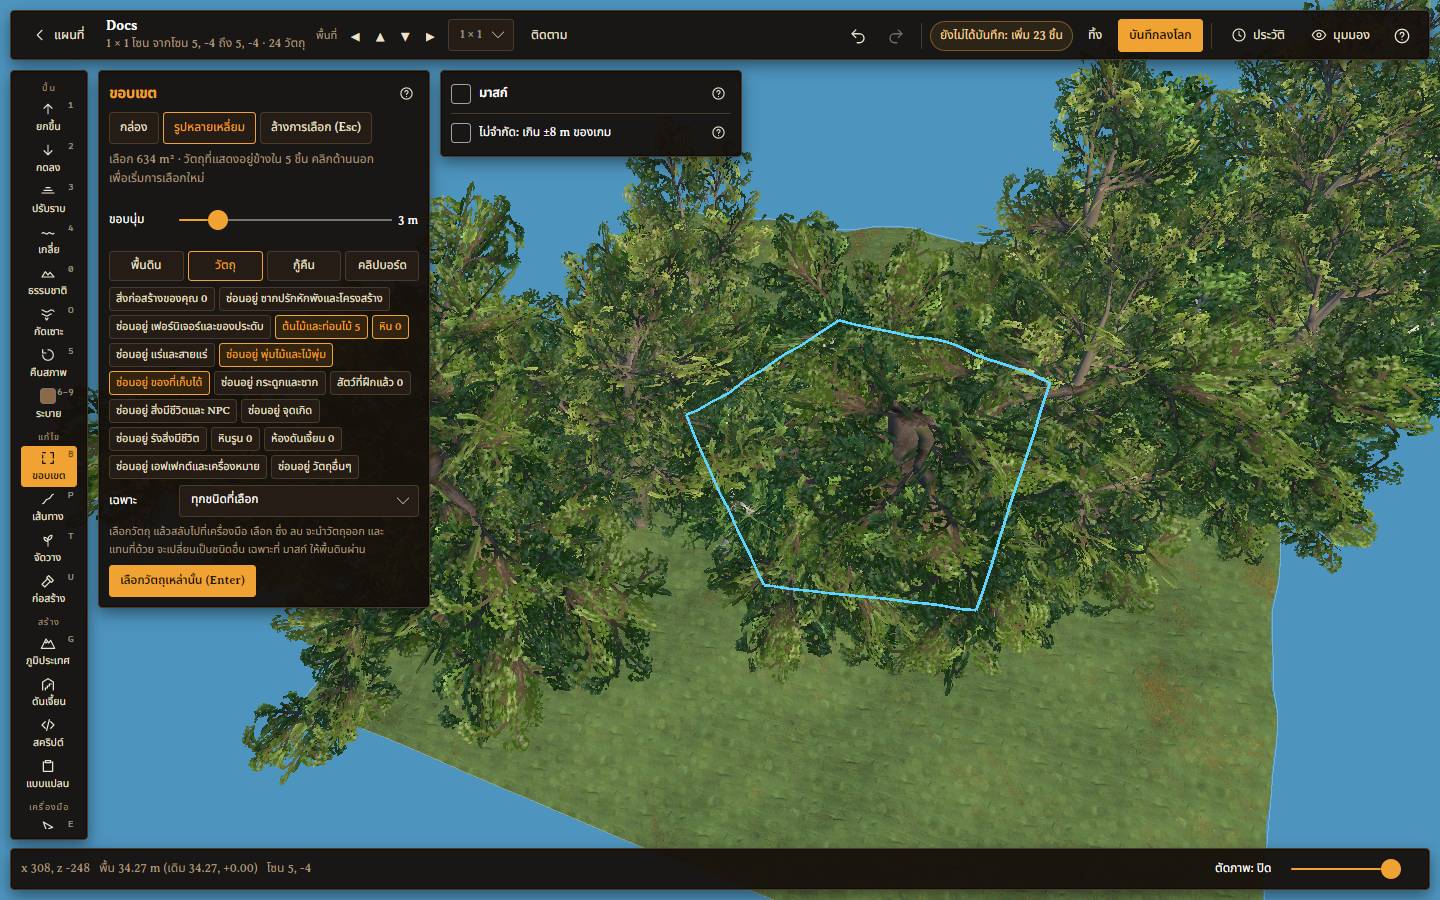 แผนที่
Docs
1 × 1 โซน จากโซน 5, -4 ถึง 5, -4 · 24 วัตถุ
พื้นที่ ◀ ▲ ▼ ▶
1 × 1
ติดตาม
ยังไม่ได้บันทึก: เพิ่ม 23 ชิ้น
ทิ้ง
บันทึกลงโลก
ประวัติ
มุมมอง
ปั้น
1
ยกขึ้น
2
กดลง
3
ปรับราบ
4
เกลี่ย
0
ธรรมชาติ
O
กัดเซาะ
5
คืนสภาพ
6–9
ระบาย
แก้ไข
B
ขอบเขต
P
เส้นทาง
T
จัดวาง
U
ก่อสร้าง
สร้าง
G
ภูมิประเทศ
ดันเจี้ยน
สคริปต์
แบบแปลน
เครื่องมือ
E
ขอบเขต
กล่อง รูปหลายเหลี่ยม ล้างการเลือก (Esc)
เลือก 634 m² · วัตถุที่แสดงอยู่ข้างใน 5 ชิ้น คลิกด้านนอก
เพื่อเริ่มการเลือกใหม่
ขอบนุ่ม 3 m
พื้นดิน วัตถุ กู้คืน คลิปบอร์ด
สิ่งก่อสร้างของคุณ 0 ซ่อนอยู่ ซากปรักหักพังและโครงสร้าง
ซ่อนอยู่ เฟอร์นิเจอร์และของประดับ ต้นไม้และท่อนไม้ 5 หิน 0
ซ่อนอยู่ แร่และสายแร่ ซ่อนอยู่ พุ่มไม้และไม้พุ่ม
ซ่อนอยู่ ของที่เก็บได้ ซ่อนอยู่ กระดูกและซาก สัตว์ที่ฝึกแล้ว 0
ซ่อนอยู่ สิ่งมีชีวิตและ NPC ซ่อนอยู่ จุดเกิด
ซ่อนอยู่ รังสิ่งมีชีวิต หินรูน 0 ห้องดันเจี้ยน 0
ซ่อนอยู่ เอฟเฟกต์และเครื่องหมาย ซ่อนอยู่ วัตถุอื่นๆ
เฉพาะ ทุกชนิดที่เลือก
เลือกวัตถุ แล้วสลับไปที่เครื่องมือ เลือก ซึ่ง ลบ จะนำวัตถุออก และ
แทนที่ด้วย จะเปลี่ยนเป็นชนิดอื่น เฉพาะที่ มาสก์ ให้พื้นดินผ่าน
เลือกวัตถุเหล่านั้น (Enter)
มาสก์
ไม่จำกัด: เกิน ±8 m ของเกม
x 308, z -248 พื้น 34.27 m (เดิม 34.27, +0.00) โซน 5, -4
ตัดภาพ: ปิด